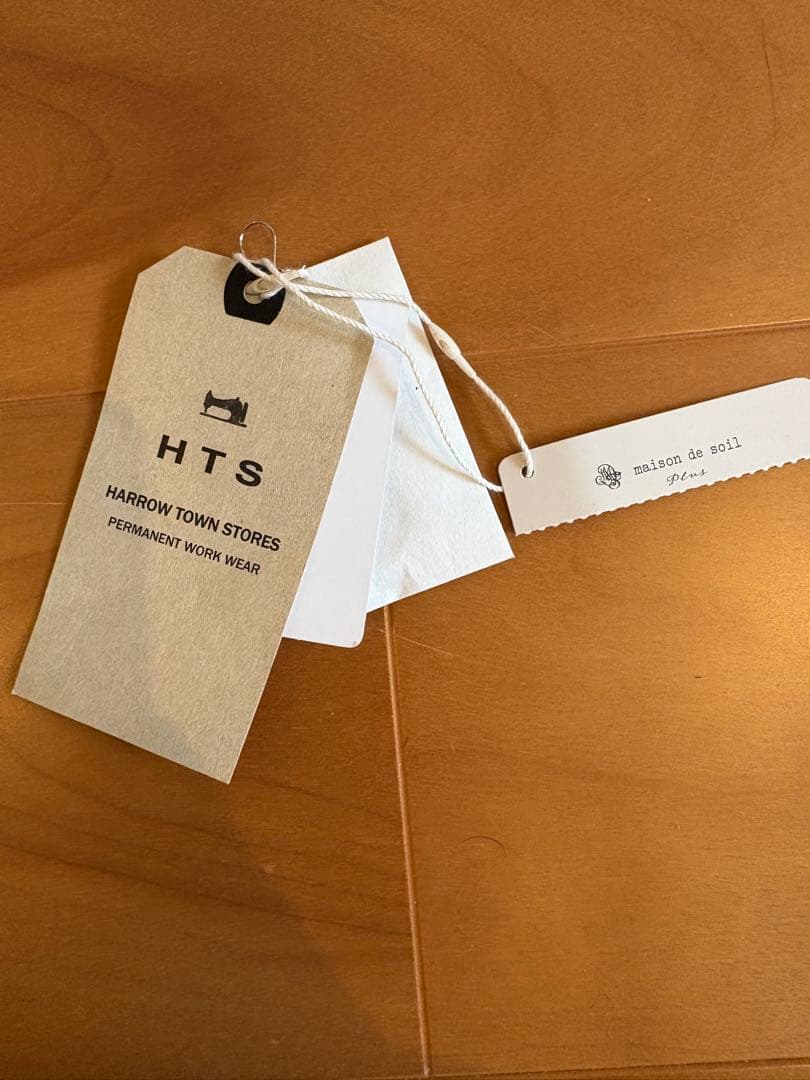 HTS
HARROW TOWN STORES
PERMANENT WORK WEAR
maison de soil
Plus